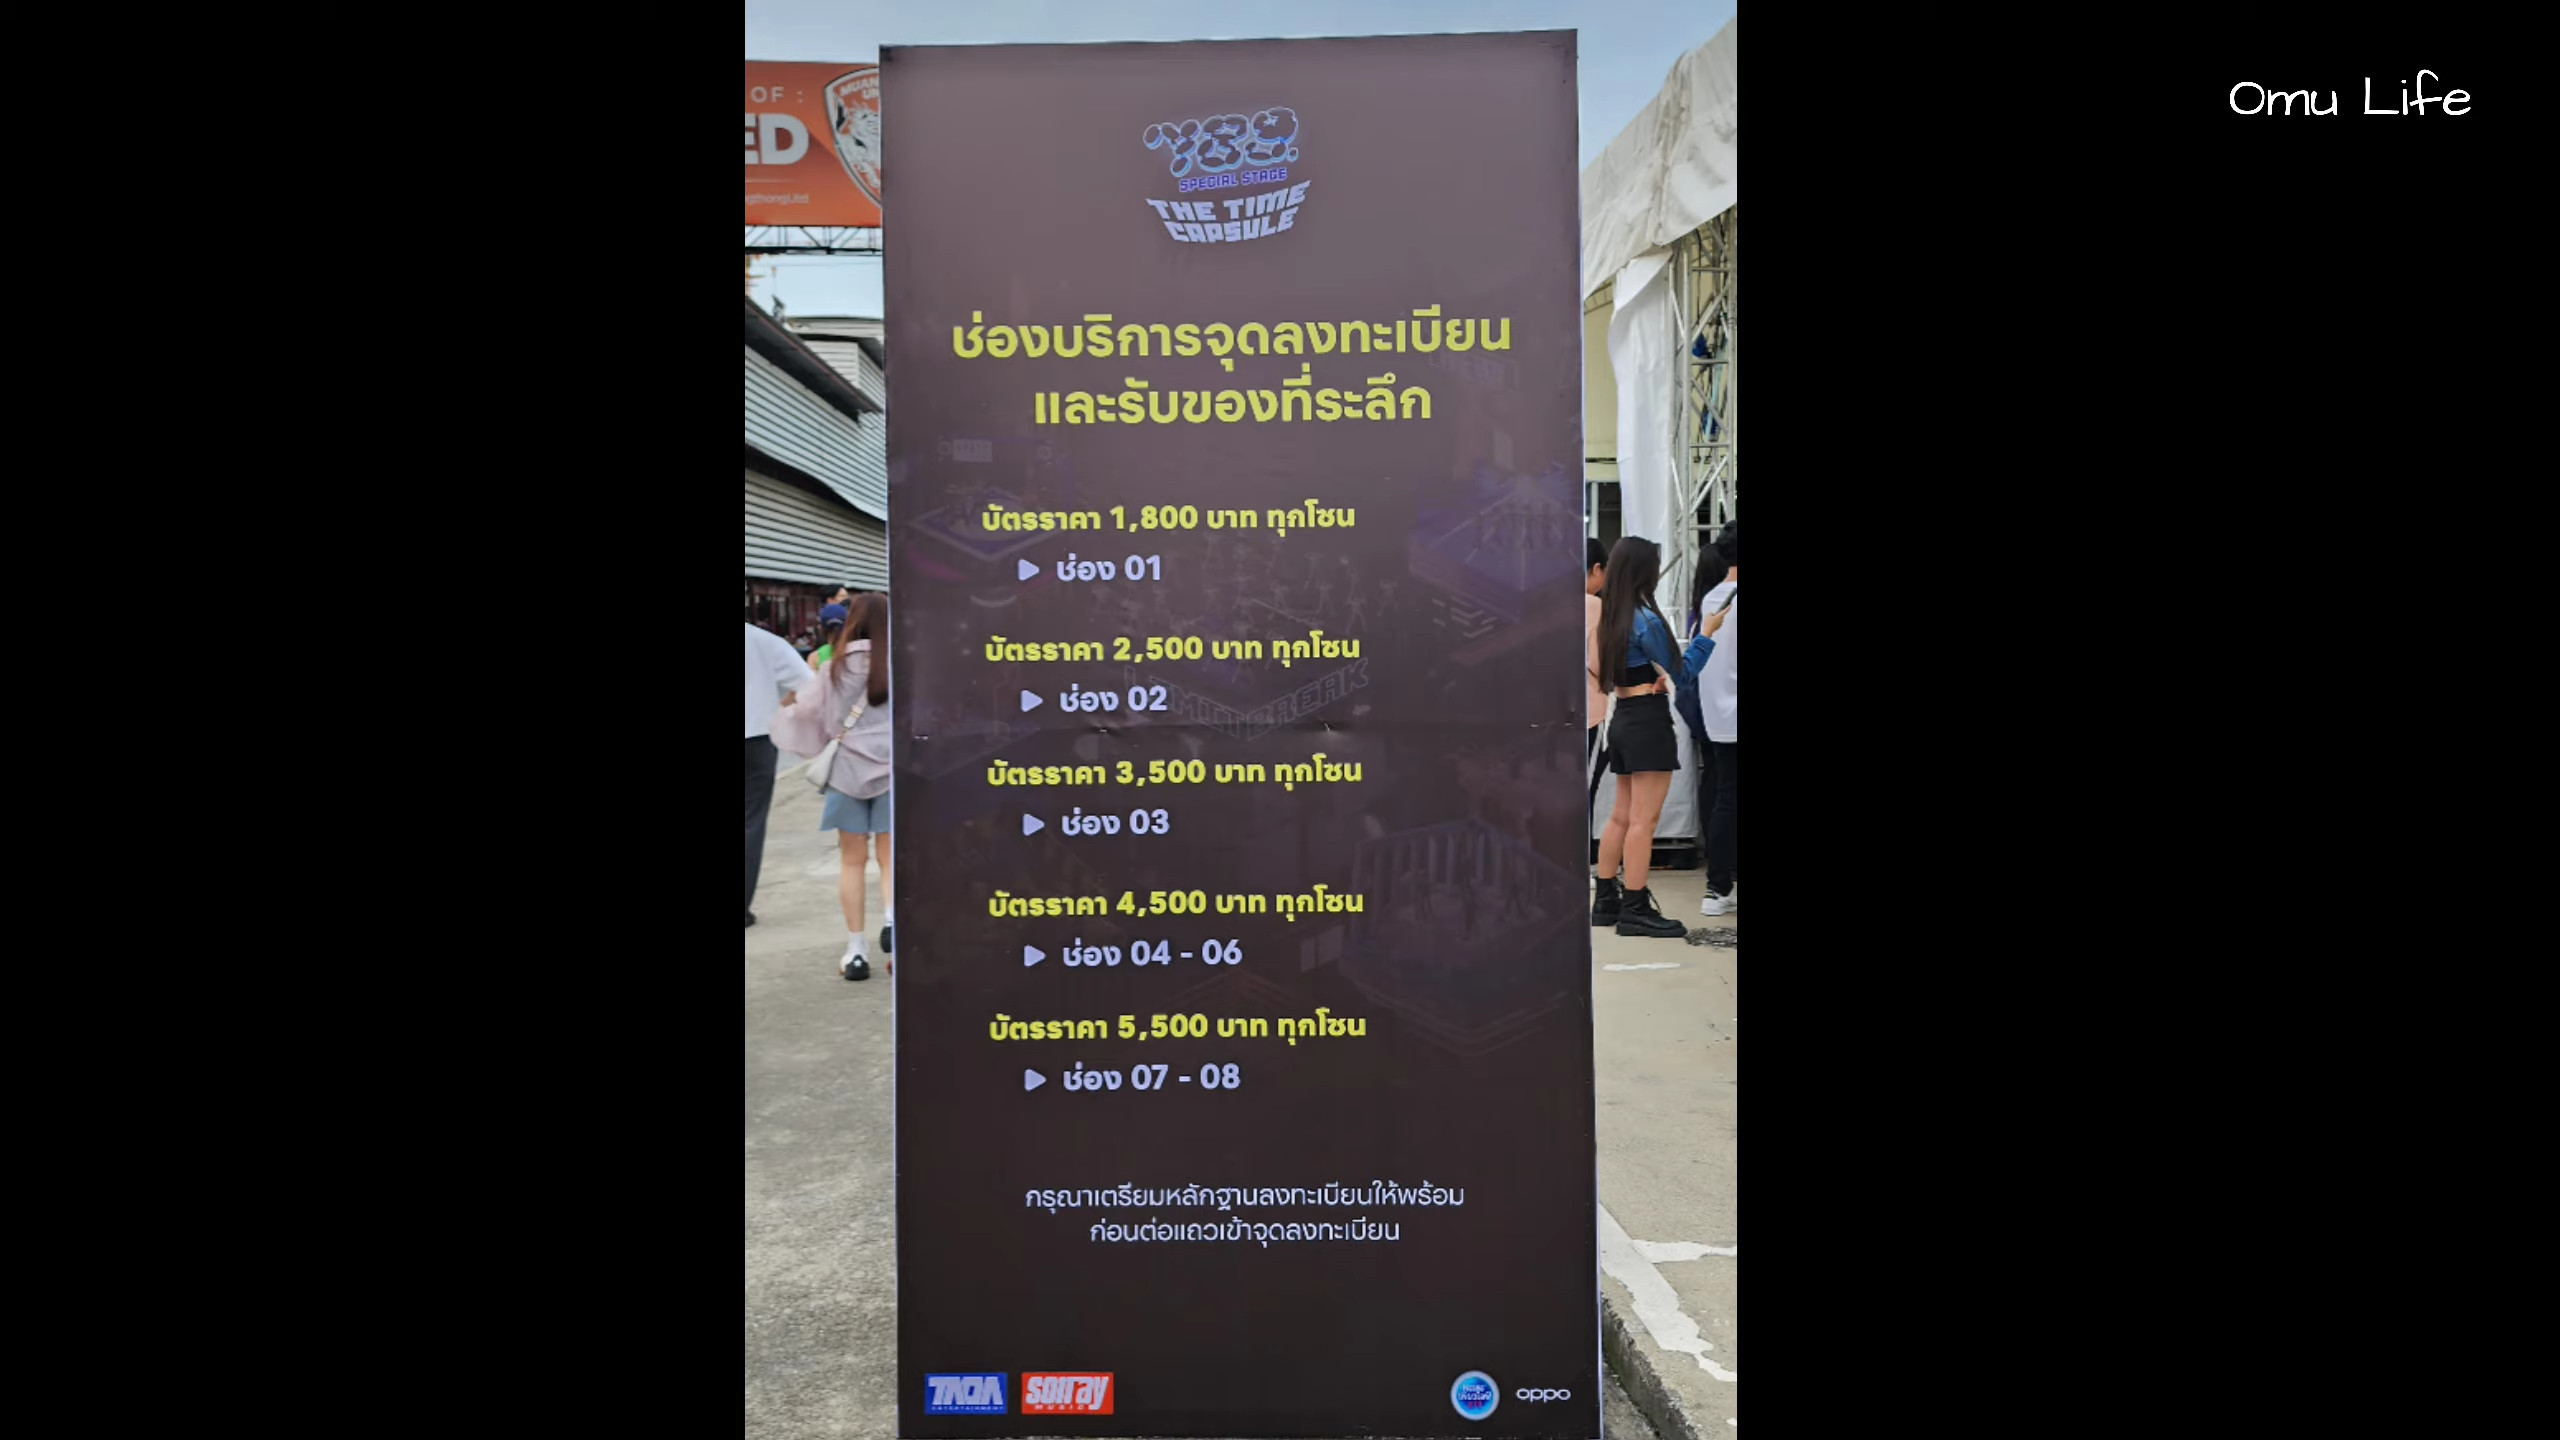 Omu Life
OF :
ED
789
SPECIAL STAGE
THE TIME
CAPSULE
ช่องบริการจุดลงทะเบียน
และรับของที่ระลึก
บัตรราคา 1,800 บาท ทุกโซน
ช่อง 01
บัตรราคา 2,500 บาท ทุกโซน
ช่อง 02
บัตรราคา 3,500 บาท ทุกโซน
ช่อง 03
บัตรราคา 4,500 บาท ทุกโซน
ช่อง 04 - 06
บัตรราคา 5,500 บาท ทุกโซน
ช่อง 07 - 08
กรุณาเตรียมหลักฐานลงทะเบียนให้พร้อม
ก่อนต่อแถวเข้าจุดลงทะเบียน
TADA
ENTERTAINMENT
sonray
MUSIC
oppo